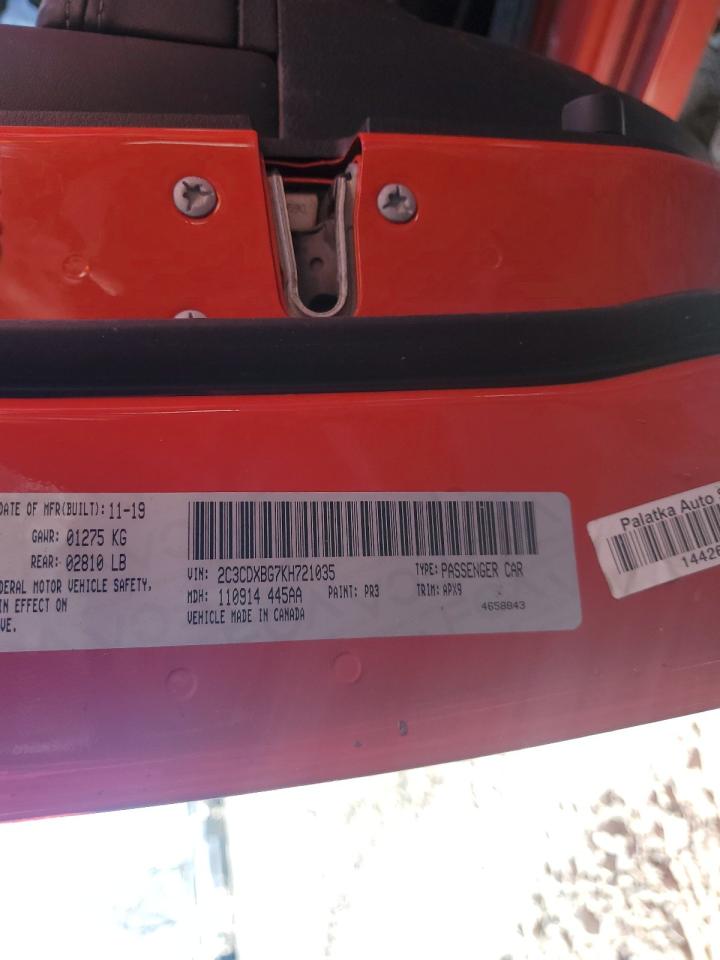 DATE OF MFR(BUILT): 11-19
GAWR: 01275 KG
REAR: 02810 LB
DERAL MOTOR VEHICLE SAFETY,
IN EFFECT ON
VE.
VIN: 2C3CDXBG7KH721035 TYPE: PASSENGER CAR
MDH: 110914 445AA PAINT: PR3 TRIM: APX9
VEHICLE MADE IN CANADA 4658843
Palatka Auto
14426